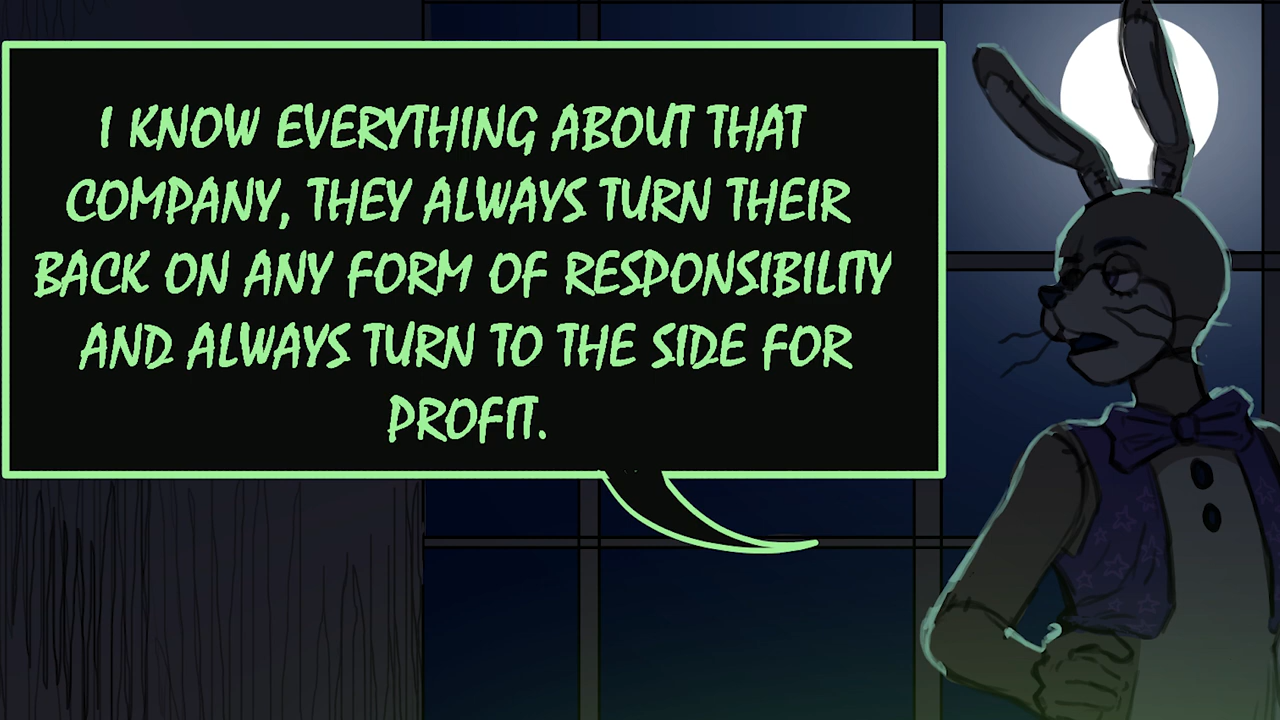 I KNOW EVERYTHING ABOUT THAT
COMPANY, THEY ALWAYS TURN THEIR
BACK ON ANY FORM OF RESPONSIBILITY
AND ALWAYS TURN TO THE SIDE FOR
PROFIT.